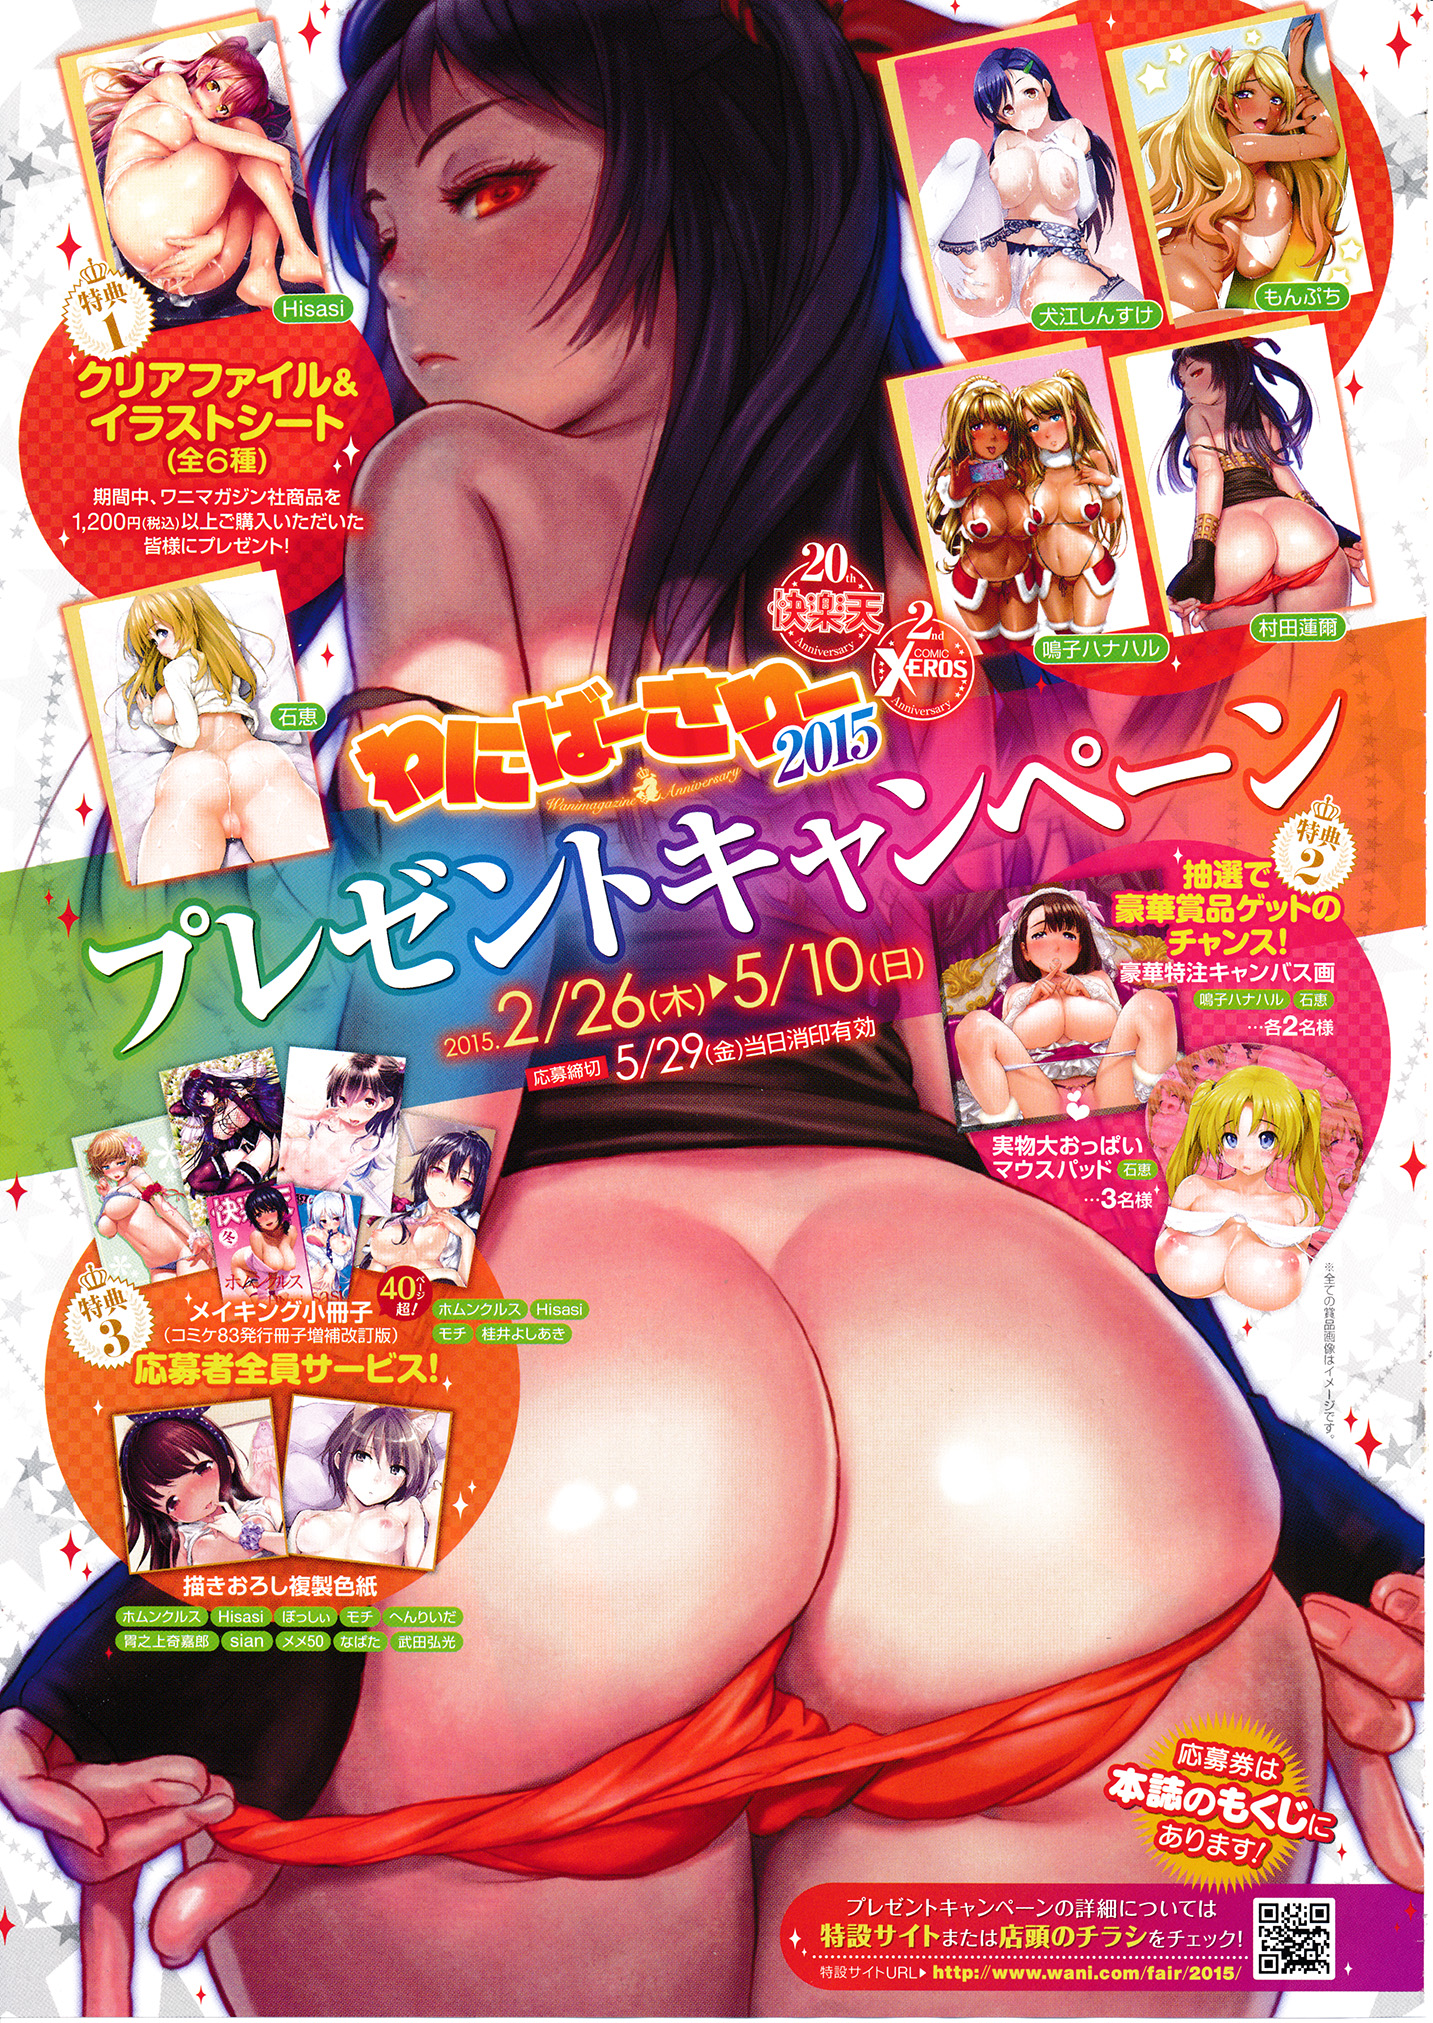 Hisasi
特典
1
クリアファイル&
イラストシート
(全6種)
期間中、ワニマガジン社商品を
1,200円(税込)以上ご購入いただいた
皆様にプレゼント!
石恵
犬江しんすけ
もんぷち
鳴子ハナハル
村田蓮爾
20th
快楽天
Anniversary
2nd
COMIC
XEROS
Anniversary
わにばーさりー
2015
Wanimagazine Anniversary
プレゼントキャンペーン
2015.2/26(木)▶5/10(日)
応募締切 5/29(金)当日消印有効
特典
2
抽選で
豪華賞品ゲットの
チャンス!
豪華特注キャンバス画
鳴子ハナハル 石恵
…各2名様
実物大おっぱい
マウスパッド 石恵
…3名様
※全ての賞品画像はイメージです。
冬
ホムンクルス
特典
3
メイキング小冊子
40ページ超!
(コミケ83発行冊子増補改訂版)
ホムンクルス Hisasi
モチ 桂井よしあき
応募者全員サービス!
描きおろし複製色紙
ホムンクルス Hisasi ぽっしぃ モチ へんりいだ
胃之上奇嘉郎 sian メメ50 なぱた 武田弘光
応募券は
本誌のもくじに
あります!
プレゼントキャンペーンの詳細については
特設サイトまたは店頭のチラシをチェック!
特設サイトURL▶ http://www.wani.com/fair/2015/